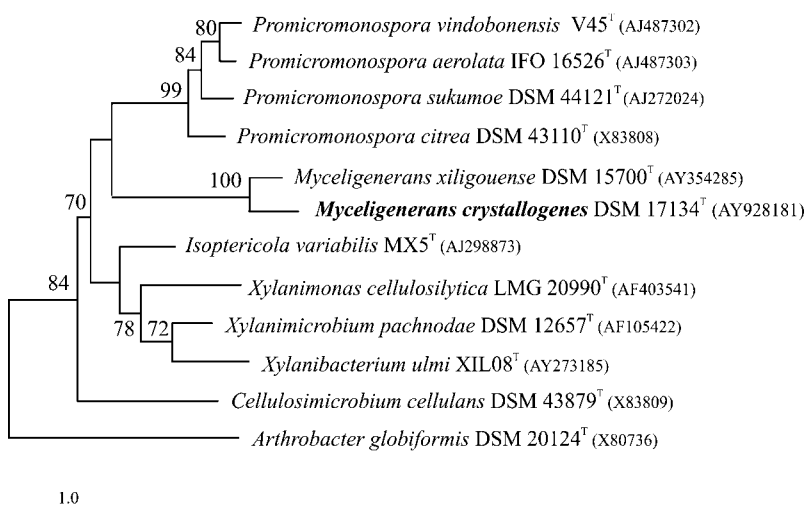 80 Promicromonospora vindobonensis V45ᵀ (AJ487302)
84 Promicromonospora aerolata IFO 16526ᵀ (AJ487303)
99 Promicromonospora sukumoe DSM 44121ᵀ (AJ272024)
Promicromonospora citrea DSM 43110ᵀ (X83808)
100 Myceligenerans xiligouense DSM 15700ᵀ (AY354285)
70 Myceligenerans crystallogenes DSM 17134ᵀ (AY928181)
Isoptericola variabilis MX5ᵀ (AJ298873)
84 Xylanimonas cellulosilytica LMG 20990ᵀ (AF403541)
78 72 Xylanimicrobium pachnodae DSM 12657ᵀ (AF105422)
Xylanibacterium ulmi XIL08ᵀ (AY273185)
Cellulosimicrobium cellulans DSM 43879ᵀ (X83809)
Arthrobacter globiformis DSM 20124ᵀ (X80736)
1.0